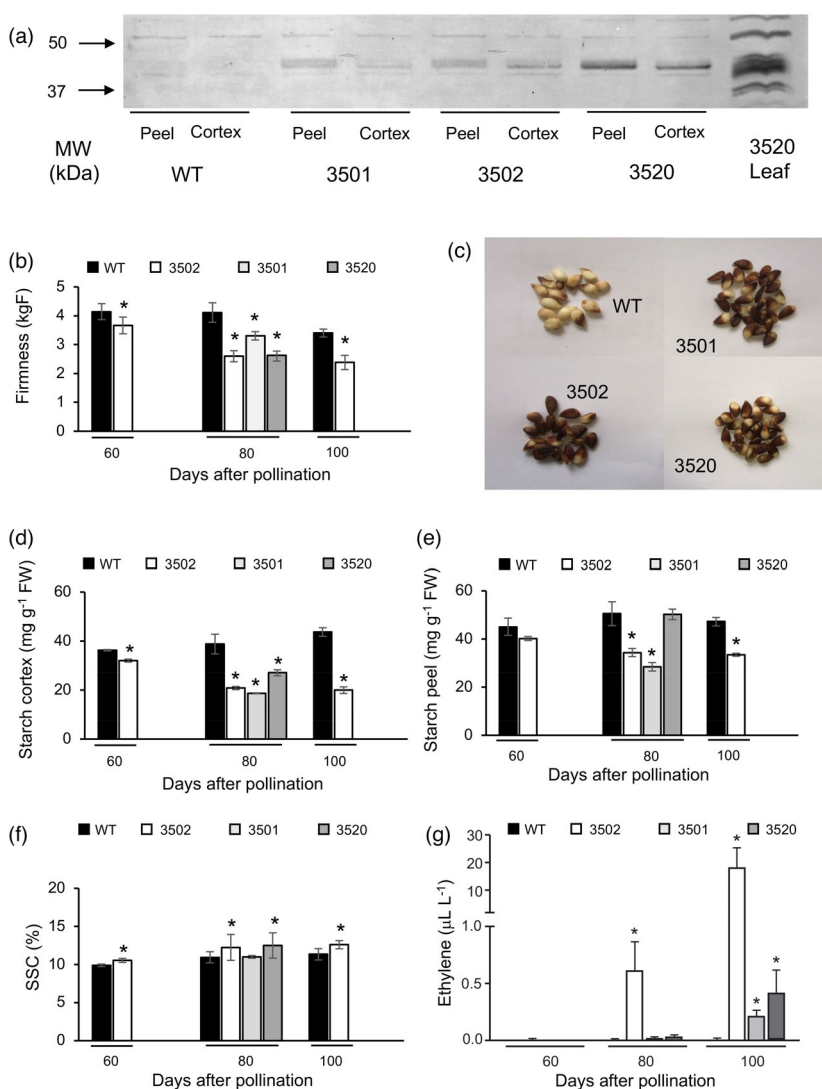 (a)
50
37
Peel Cortex Peel Cortex Peel Cortex Peel Cortex
MW
(kDa)
WT 3501 3502 3520
3520
Leaf
(b)
WT 3502 3501 3520
Firmness (kgF)
5
4
3
2
1
0
* * * * *
60 80 100
Days after pollination
(c)
WT
3501
3502
3520
(d)
WT 3502 3501 3520
Starch cortex (mg g-1 FW)
60
40
20
0
* * * * *
60 80 100
Days after pollination
(e)
WT 3502 3501 3520
Starch peel (mg g-1 FW)
60
40
20
0
* * *
60 80 100
Days after pollination
(f)
WT 3502 3501 3520
SSC (%)
20
15
10
5
0
* * * *
60 80 100
Days after pollination
(g)
WT 3502 3501 3520
Ethylene (µL L-1)
30
20
10
1.0
0.5
0.0
* * * *
60 80 100
Days after pollination